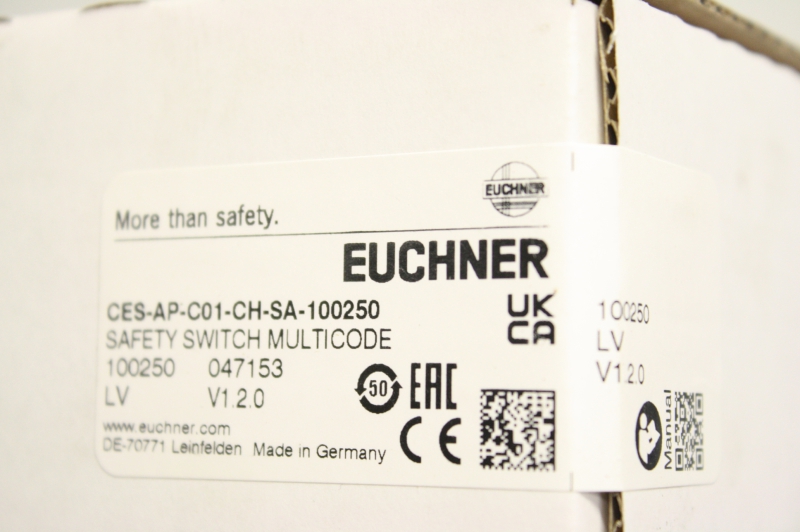 EUCHNER
More than safety.
EUCHNER
CES-AP-C01-CH-SA-100250
SAFETY SWITCH MULTICODE
100250 047153
LV V1.2.0
www.euchner.com
DE-70771 Leinfelden Made in Germany
50
EAC
CE
UK
CA
100250
LV
V1.2.0
Manual